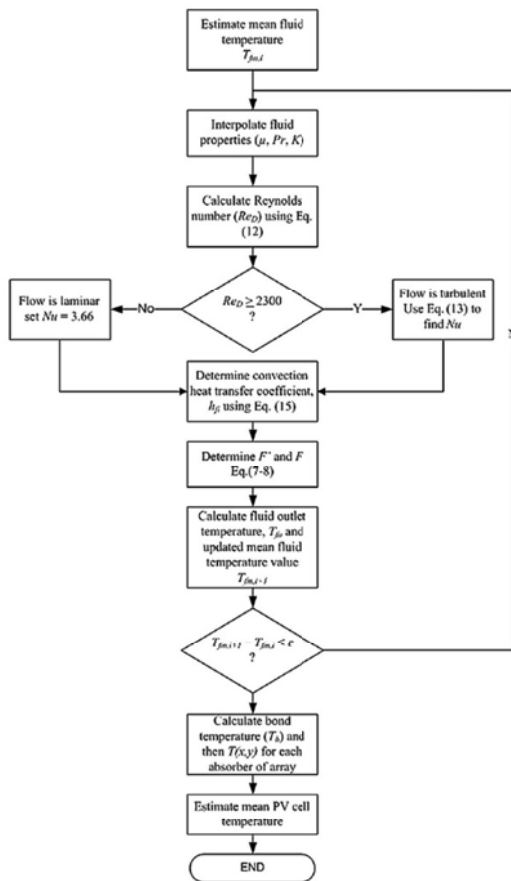 Estimate mean fluid
temperature
T_fm,i
Interpolate fluid
properties (μ, Pr, K)
Calculate Reynolds
number (Re_D) using Eq.
(12)
Flow is laminar
set Nu = 3.66
No
Re_D ≥ 2300
?
Y
Flow is turbulent
Use Eq. (13) to
find Nu
Determine convection
heat transfer coefficient,
h_fi using Eq. (15)
Determine F' and F
Eq.(7-8)
Calculate fluid outlet
temperature, T_fo and
updated mean fluid
temperature value
T_fm,i+1
T_fm,i+1 – T_fm,i < e
?
Calculate bond
temperature (T_b) and
then T(x,y) for each
absorber of array
Estimate mean PV cell
temperature
END